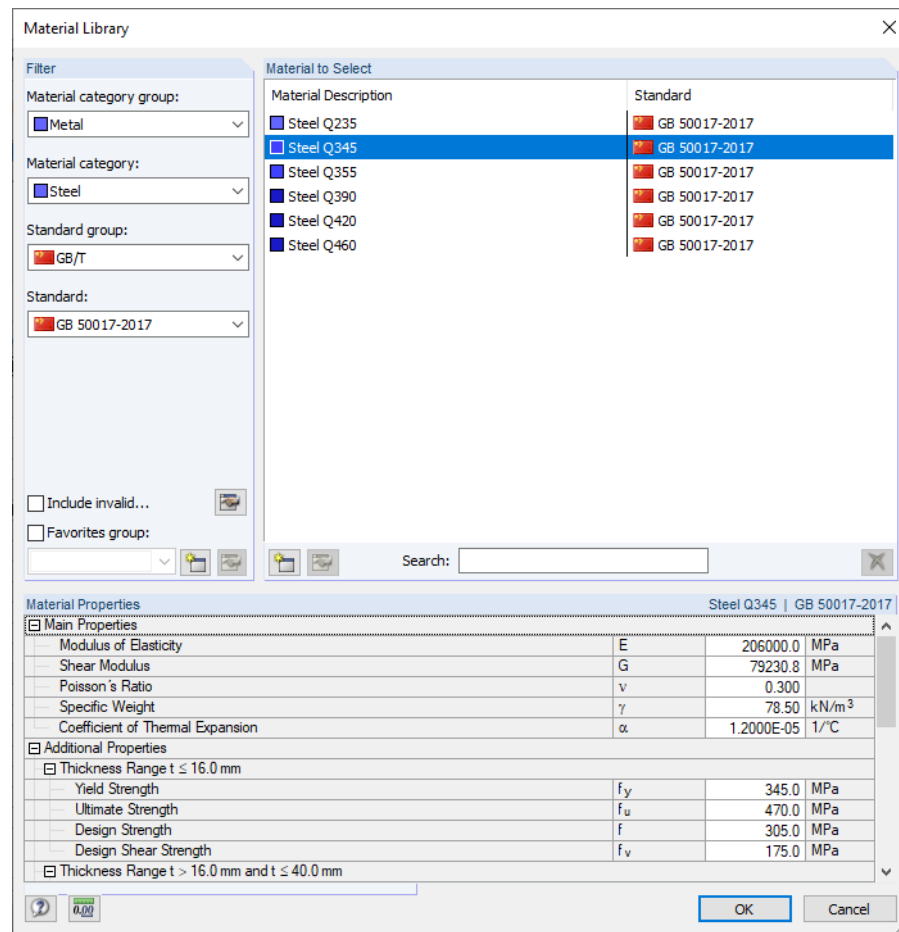 Material Library
Filter
Material category group:
Metal
Material category:
Steel
Standard group:
GB/T
Standard:
GB 50017-2017
Include invalid...
Favorites group:
Material to Select
Material Description Standard
Steel Q235 GB 50017-2017
Steel Q345 GB 50017-2017
Steel Q355 GB 50017-2017
Steel Q390 GB 50017-2017
Steel Q420 GB 50017-2017
Steel Q460 GB 50017-2017
Search:
Material Properties Steel Q345 | GB 50017-2017
Main Properties
Modulus of Elasticity E 206000.0 MPa
Shear Modulus G 79230.8 MPa
Poisson´s Ratio ν 0.300
Specific Weight γ 78.50 kN/m³
Coefficient of Thermal Expansion α 1.2000E-05 1/°C
Additional Properties
Thickness Range t ≤ 16.0 mm
Yield Strength fy 345.0 MPa
Ultimate Strength fu 470.0 MPa
Design Strength f 305.0 MPa
Design Shear Strength fv 175.0 MPa
Thickness Range t > 16.0 mm and t ≤ 40.0 mm
0.00
OK Cancel